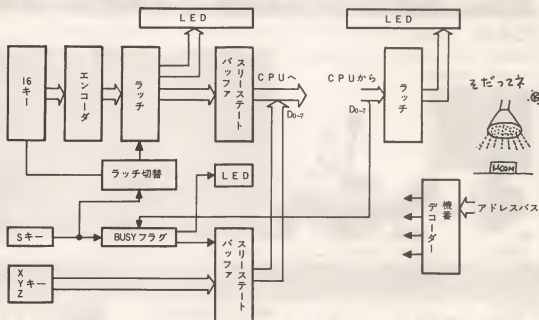 LED
LED
16キー
エンコーダ
ラッチ
スリーステートバッファ
CPUへ
D0-7
CPUから
D0-7
ラッチ
そだってネ
μCOM
ラッチ切替
LED
Sキー
BUSYフラグ
機番デコーダー
アドレスバス
XYZキー
スリーステートバッファ